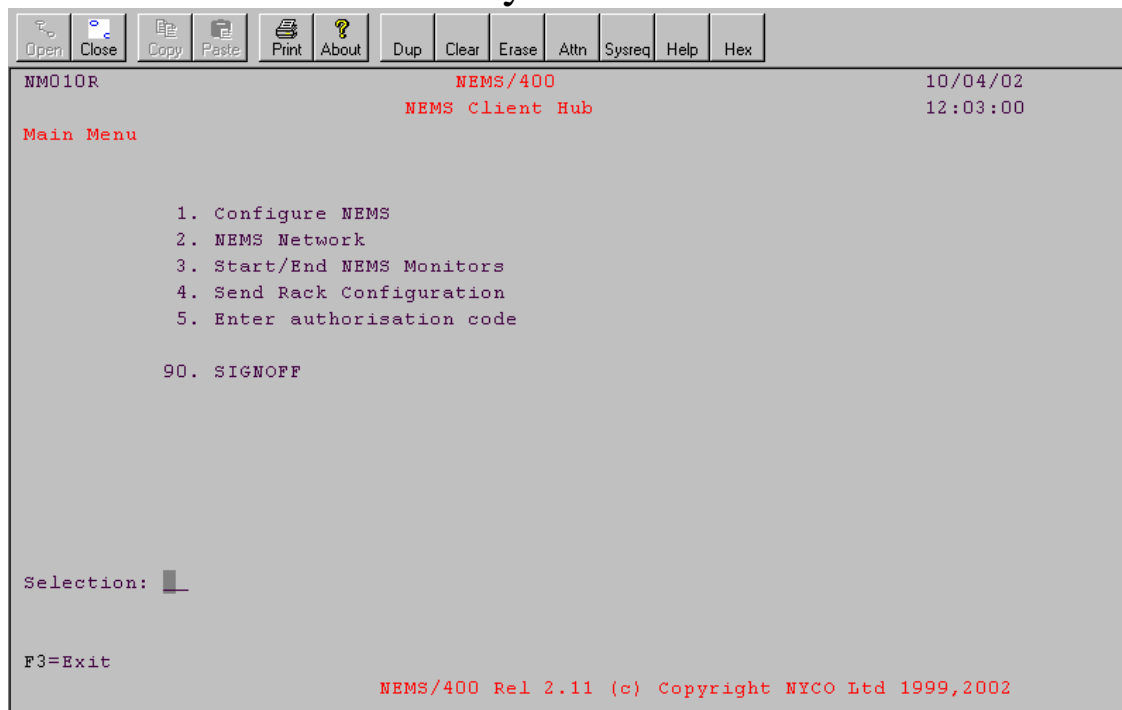 Open Close Copy Paste Print About Dup Clear Erase Attn Sysreq Help Hex
NM010R NEMS/400 10/04/02
NEMS Client Hub 12:03:00
Main Menu
1. Configure NEMS
2. NEMS Network
3. Start/End NEMS Monitors
4. Send Rack Configuration
5. Enter authorisation code
90. SIGNOFF
Selection:
F3=Exit
NEMS/400 Rel 2.11 (c) Copyright NYCO Ltd 1999,2002